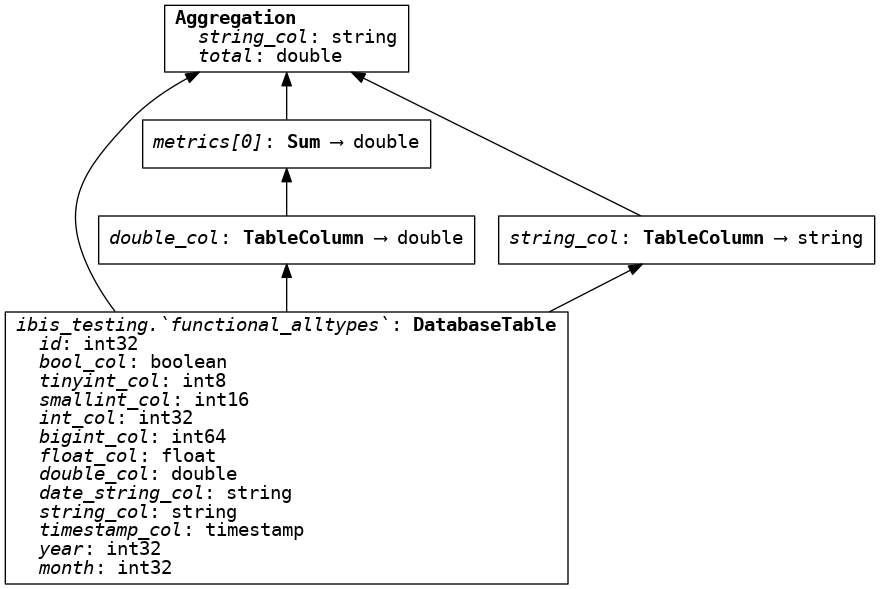 Aggregation
string_col: string
total: double
metrics[0]: Sum → double
double_col: TableColumn → double
string_col: TableColumn → string
ibis_testing.`functional_alltypes`: DatabaseTable
id: int32
bool_col: boolean
tinyint_col: int8
smallint_col: int16
int_col: int32
bigint_col: int64
float_col: float
double_col: double
date_string_col: string
string_col: string
timestamp_col: timestamp
year: int32
month: int32